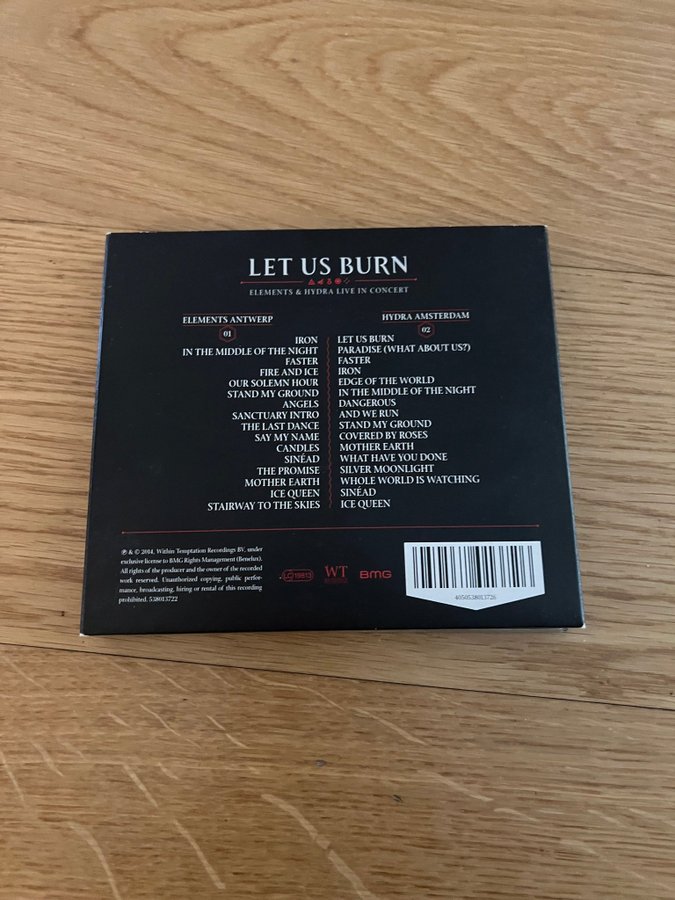 LET US BURN
ELEMENTS & HYDRA LIVE IN CONCERT
ELEMENTS ANTWERP
01
IRON
IN THE MIDDLE OF THE NIGHT
FASTER
FIRE AND ICE
OUR SOLEMN HOUR
STAND MY GROUND
ANGELS
SANCTUARY INTRO
THE LAST DANCE
SAY MY NAME
CANDLES
SINÉAD
THE PROMISE
MOTHER EARTH
ICE QUEEN
STAIRWAY TO THE SKIES
HYDRA AMSTERDAM
02
LET US BURN
PARADISE (WHAT ABOUT US?)
FASTER
IRON
EDGE OF THE WORLD
IN THE MIDDLE OF THE NIGHT
DANGEROUS
AND WE RUN
STAND MY GROUND
COVERED BY ROSES
MOTHER EARTH
WHAT HAVE YOU DONE
SILVER MOONLIGHT
WHOLE WORLD IS WATCHING
SINÉAD
ICE QUEEN
℗ & © 2014, Within Temptation Recordings BV, under
exclusive license to BMG Rights Management (Benelux).
All rights of the producer and the owner of the recorded
work reserved. Unauthorized copying, public perfor-
mance, broadcasting, hiring or rental of this recording
prohibited. 538013722
LC 19813
WT
BMG
4050538013726